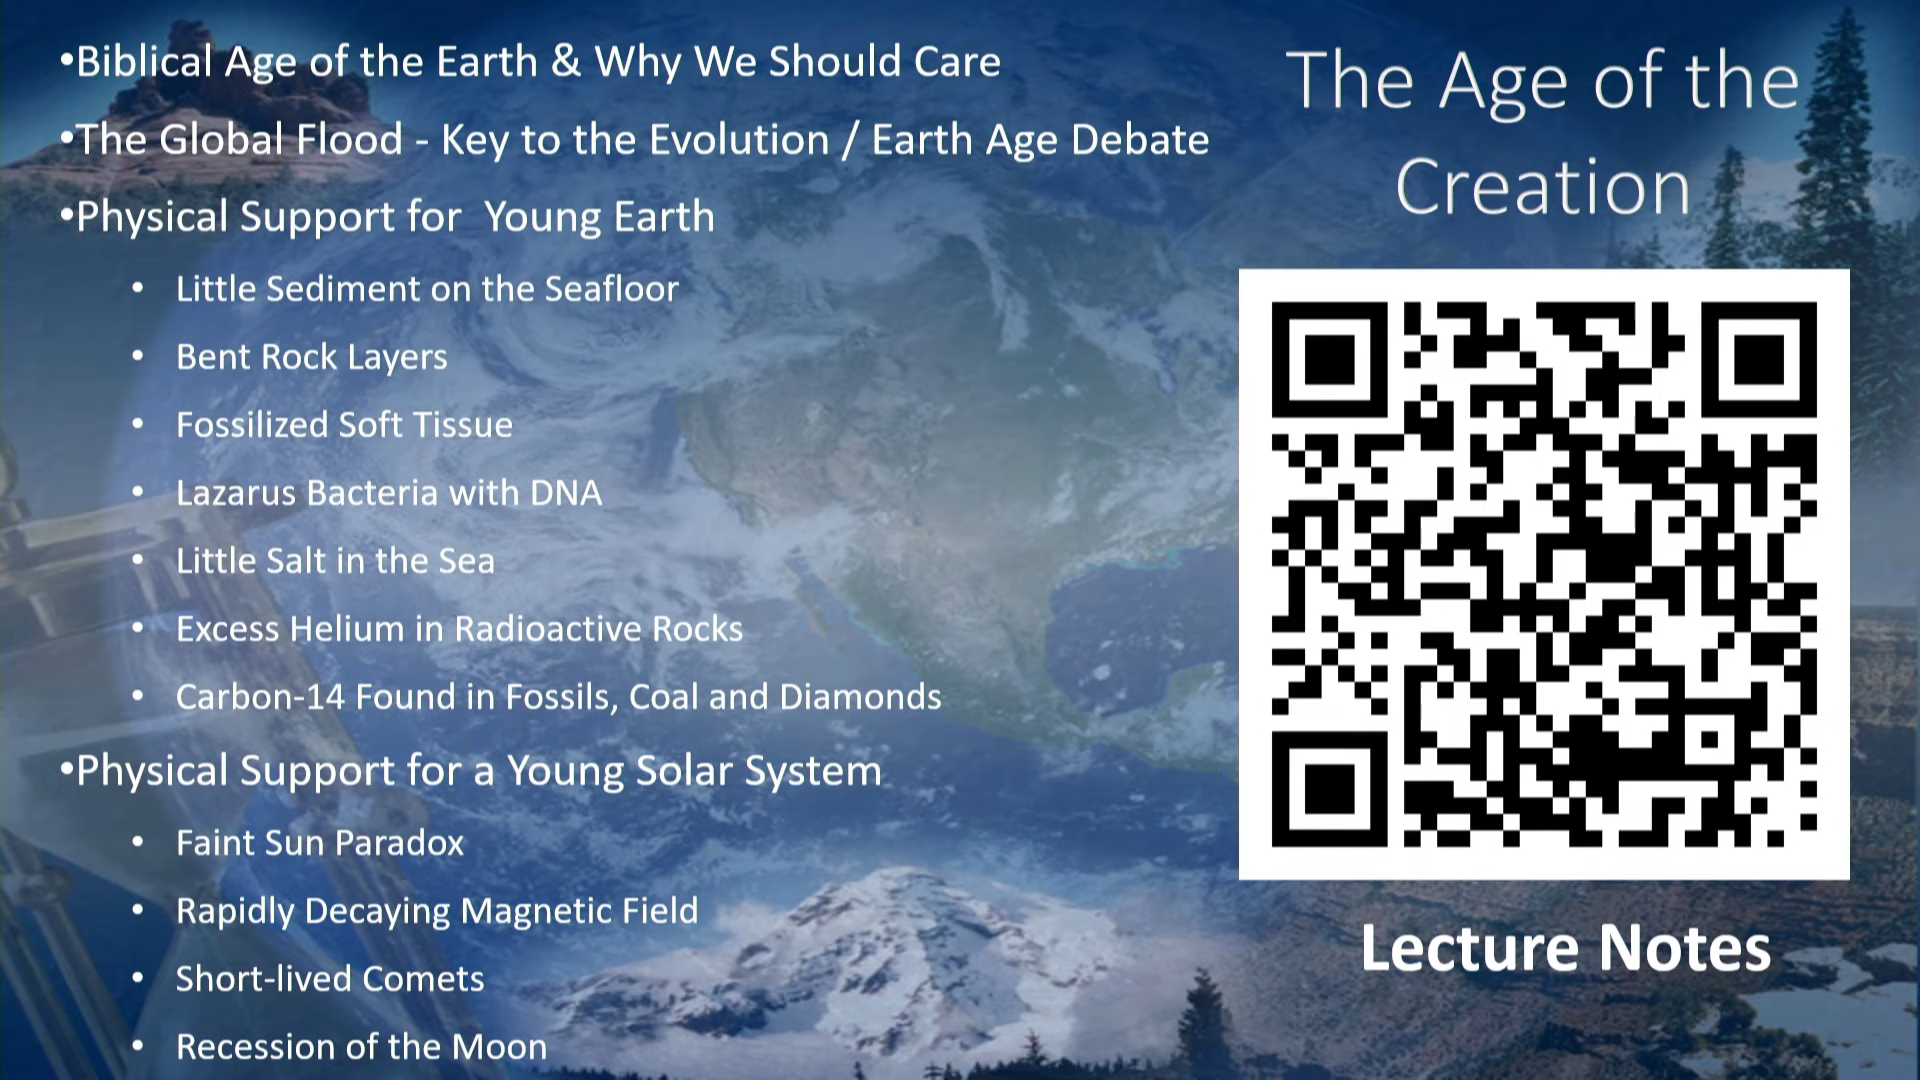 •Biblical Age of the Earth & Why We Should Care
•The Global Flood - Key to the Evolution / Earth Age Debate
•Physical Support for  Young Earth
• Little Sediment on the Seafloor
• Bent Rock Layers
• Fossilized Soft Tissue
• Lazarus Bacteria with DNA
• Little Salt in the Sea
• Excess Helium in Radioactive Rocks
• Carbon-14 Found in Fossils, Coal and Diamonds
•Physical Support for a Young Solar System
• Faint Sun Paradox
• Rapidly Decaying Magnetic Field
• Short-lived Comets
• Recession of the Moon
The Age of the
Creation
Lecture Notes